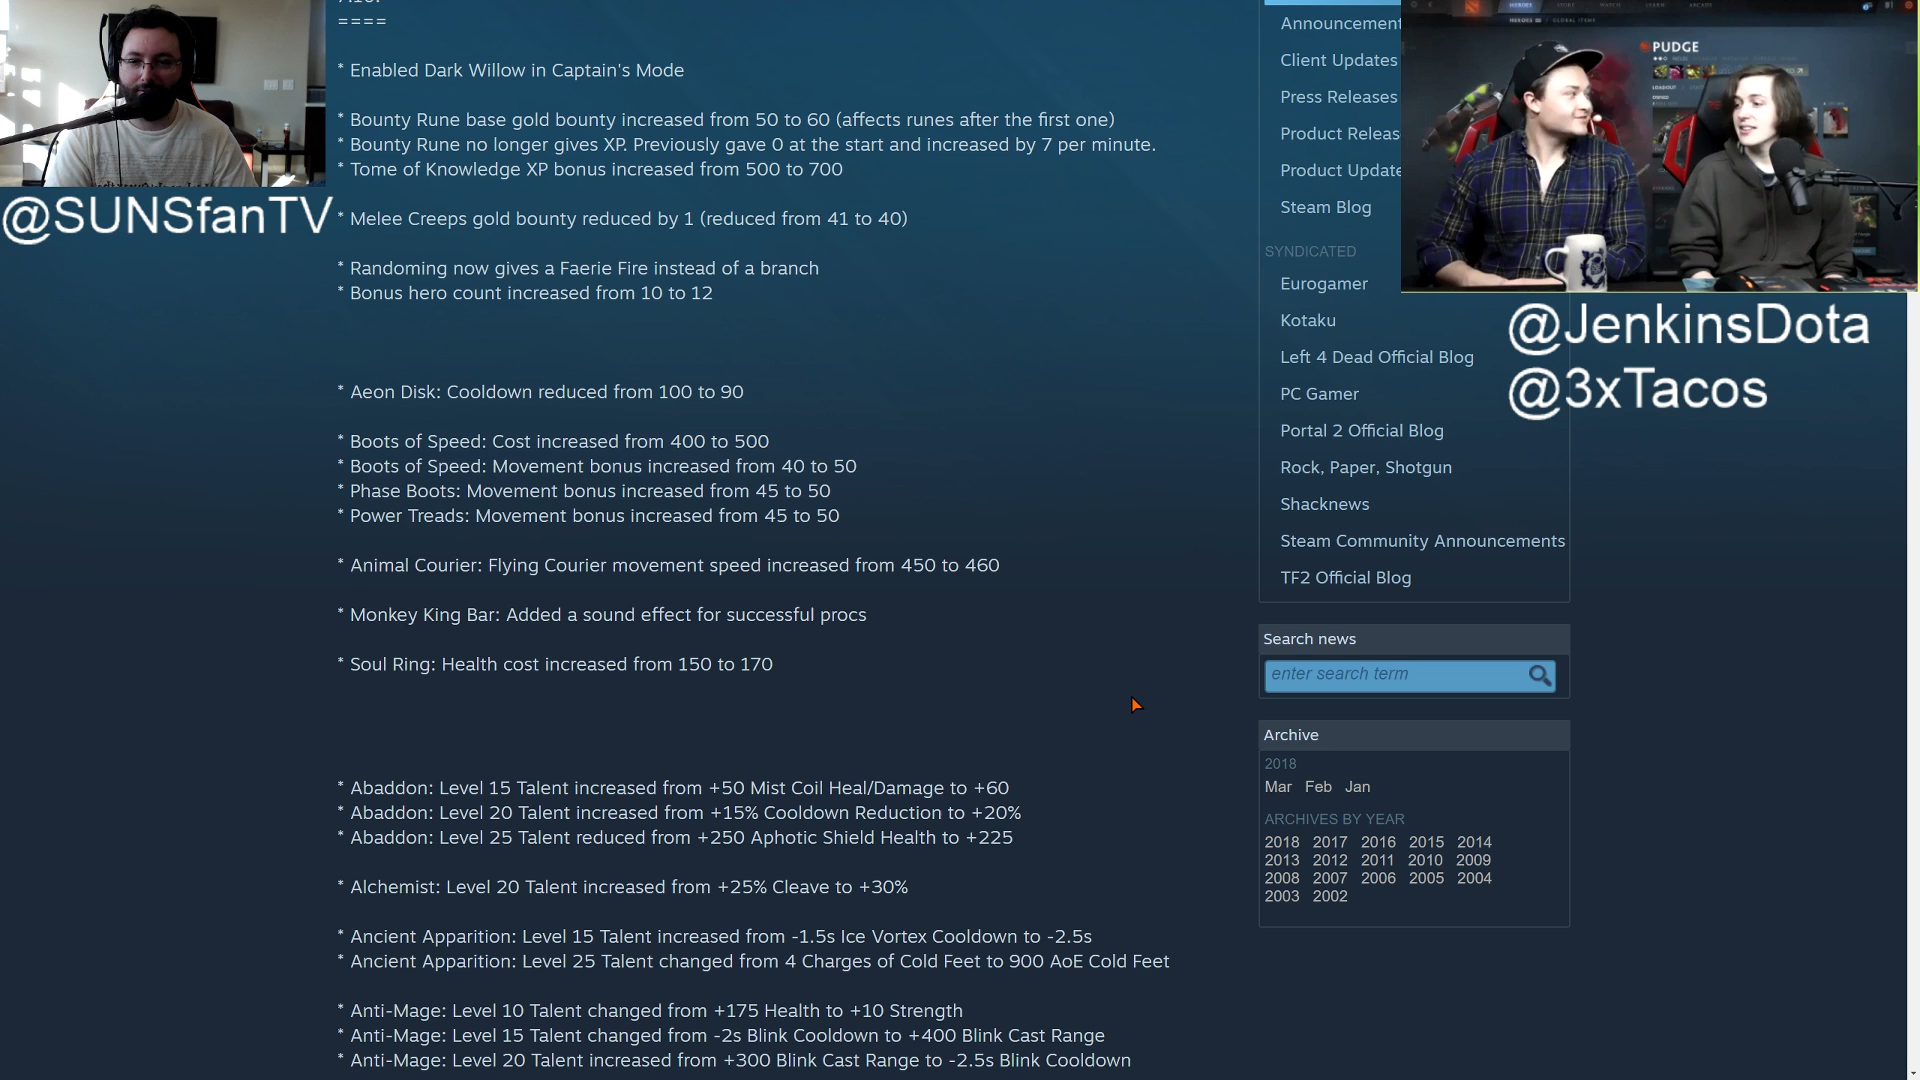 ====
* Enabled Dark Willow in Captain's Mode
* Bounty Rune base gold bounty increased from 50 to 60 (affects runes after the first one)
* Bounty Rune no longer gives XP. Previously gave 0 at the start and increased by 7 per minute.
* Tome of Knowledge XP bonus increased from 500 to 700
* Melee Creeps gold bounty reduced by 1 (reduced from 41 to 40)
* Randoming now gives a Faerie Fire instead of a branch
* Bonus hero count increased from 10 to 12
* Aeon Disk: Cooldown reduced from 100 to 90
* Boots of Speed: Cost increased from 400 to 500
* Boots of Speed: Movement bonus increased from 40 to 50
* Phase Boots: Movement bonus increased from 45 to 50
* Power Treads: Movement bonus increased from 45 to 50
* Animal Courier: Flying Courier movement speed increased from 450 to 460
* Monkey King Bar: Added a sound effect for successful procs
* Soul Ring: Health cost increased from 150 to 170
* Abaddon: Level 15 Talent increased from +50 Mist Coil Heal/Damage to +60
* Abaddon: Level 20 Talent increased from +15% Cooldown Reduction to +20%
* Abaddon: Level 25 Talent reduced from +250 Aphotic Shield Health to +225
* Alchemist: Level 20 Talent increased from +25% Cleave to +30%
* Ancient Apparition: Level 15 Talent increased from -1.5s Ice Vortex Cooldown to -2.5s
* Ancient Apparition: Level 25 Talent changed from 4 Charges of Cold Feet to 900 AoE Cold Feet
* Anti-Mage: Level 10 Talent changed from +175 Health to +10 Strength
* Anti-Mage: Level 15 Talent changed from -2s Blink Cooldown to +400 Blink Cast Range
* Anti-Mage: Level 20 Talent increased from +300 Blink Cast Range to -2.5s Blink Cooldown
@SUNSfanTV
Announcement
Client Updates
Press Releases
Product Releas
Product Update
Steam Blog
SYNDICATED
Eurogamer
Kotaku
Left 4 Dead Official Blog
PC Gamer
Portal 2 Official Blog
Rock, Paper, Shotgun
Shacknews
Steam Community Announcements
TF2 Official Blog
Search news
enter search term
Archive
2018
Mar Feb Jan
ARCHIVES BY YEAR
2018 2017 2016 2015 2014
2013 2012 2011 2010 2009
2008 2007 2006 2005 2004
2003 2002
PUDGE
@JenkinsDota
@3xTacos